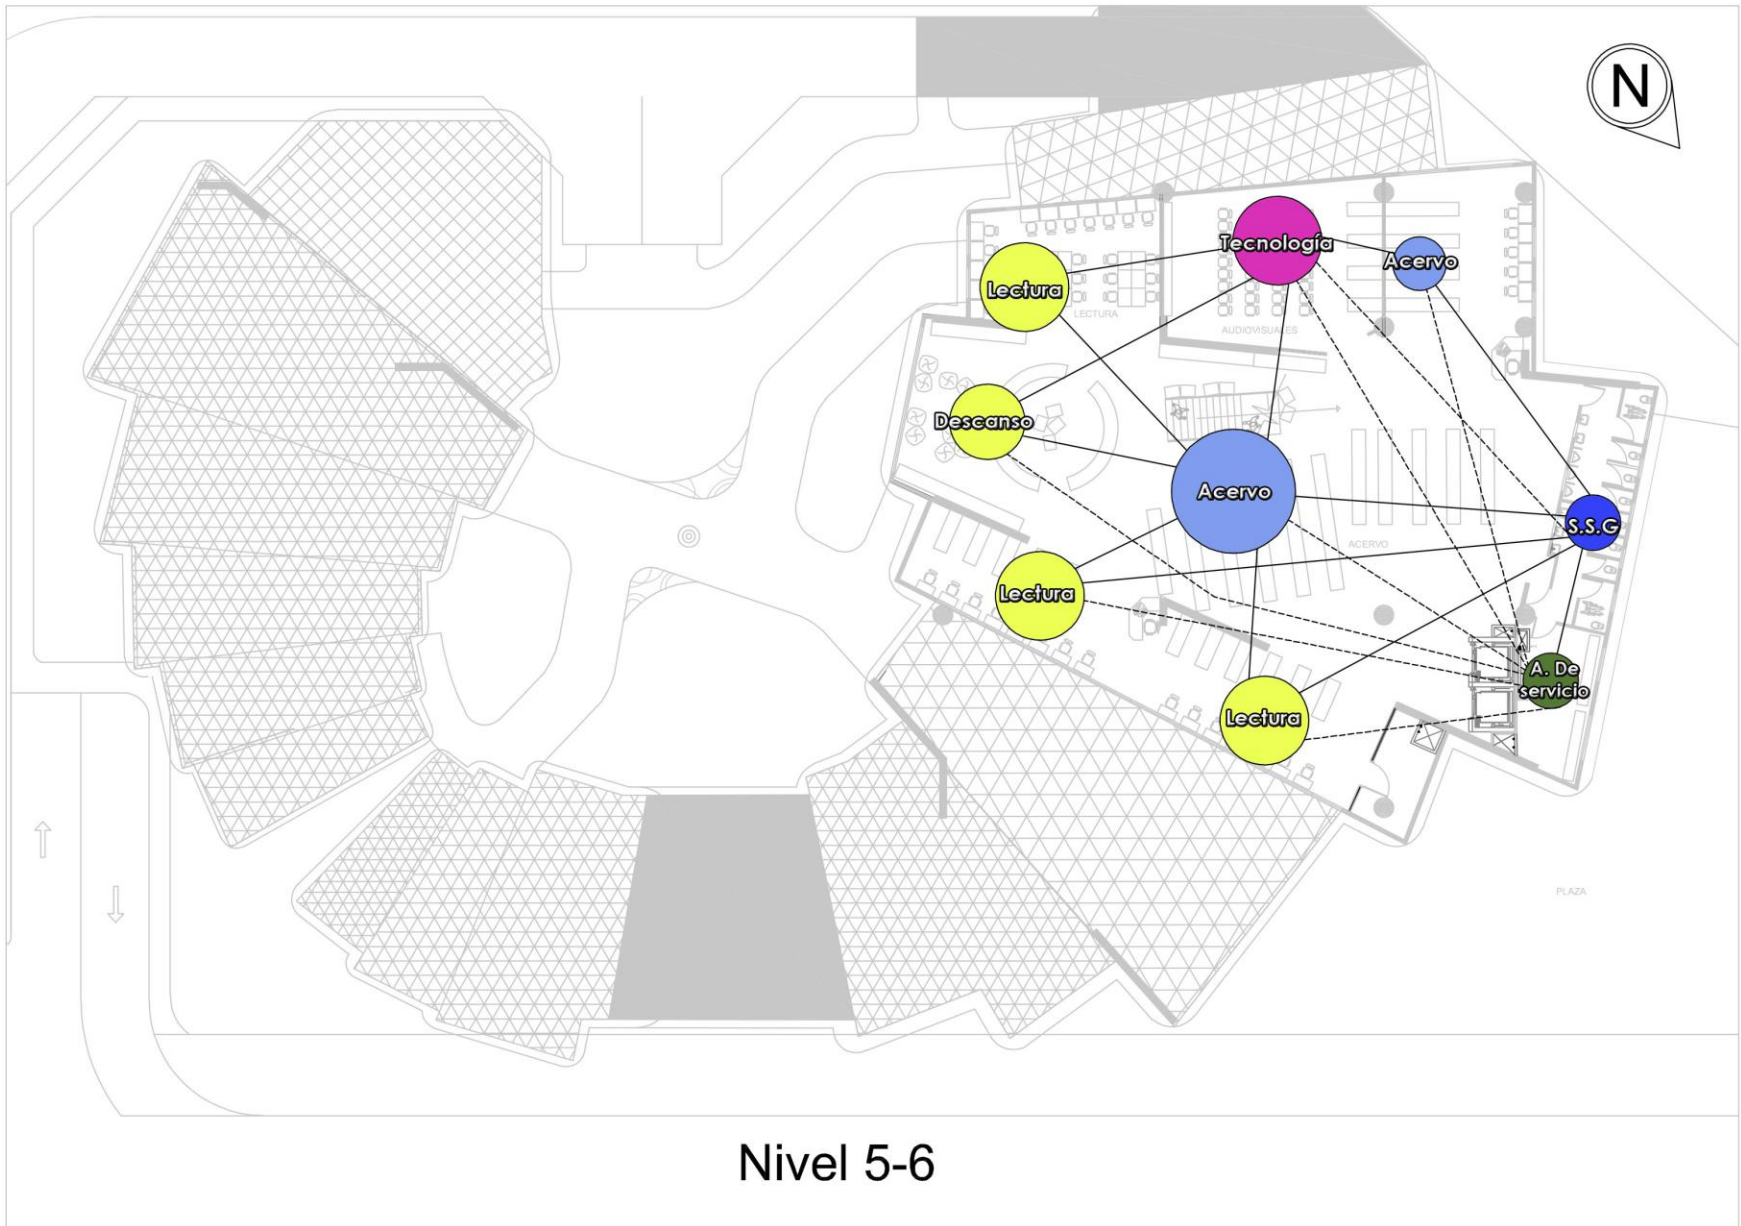 N
Tecnología
Acervo
Lectura
LECTURA
AUDIOVISUALES
Descanso
Acervo
S.S.G
ACERVO
Lectura
A. De
servicio
Lectura
PLAZA
Nivel 5-6